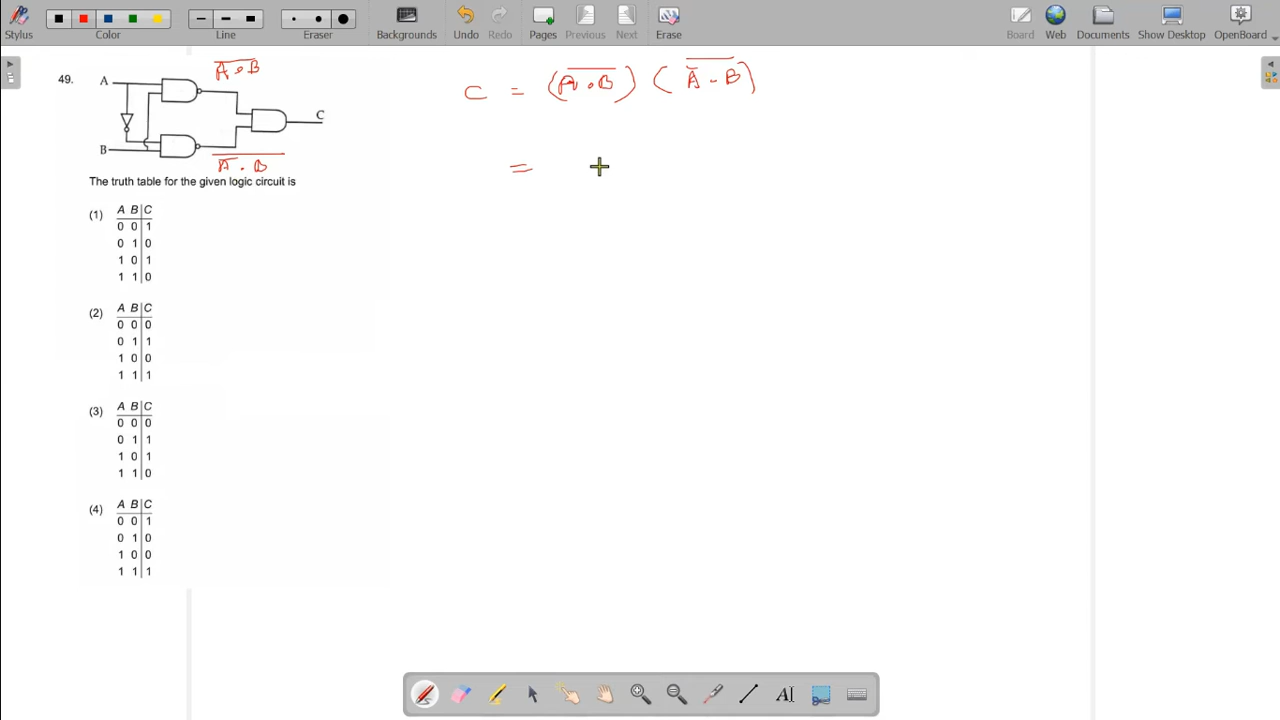 Stylus
Color
Line
Eraser
Backgrounds
Undo
Redo
Pages
Previous
Next
Erase
Board
Web
Documents
Show Desktop
OpenBoard
49.
A
B
C
A̅ ̅.̅ ̅B̅
A̅̅ ̅.̅ ̅B̅
C = (A̅ ̅.̅ ̅B̅) (A̅̅ ̅.̅ ̅B̅)
=
The truth table for the given logic circuit is
(1) A B C
0 0 1
0 1 0
1 0 1
1 1 0
(2) A B C
0 0 0
0 1 1
1 0 0
1 1 1
(3) A B C
0 0 0
0 1 1
1 0 1
1 1 0
(4) A B C
0 0 1
0 1 0
1 0 0
1 1 1